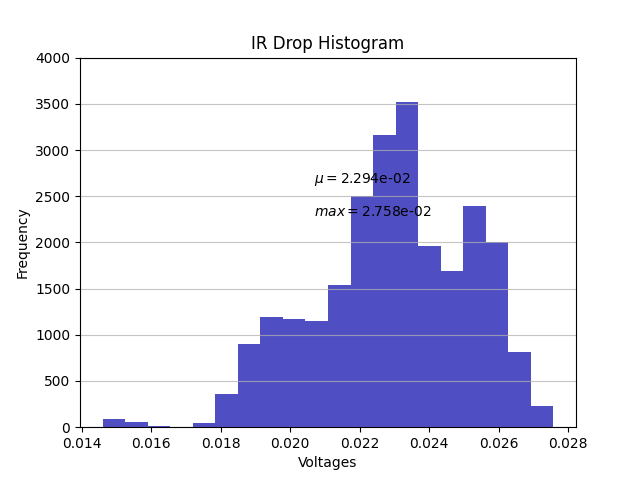 IR Drop Histogram
4000
3500
3000
2500
2000
1500
1000
500
0
Frequency
μ = 2.294e-02
max = 2.758e-02
0.014 0.016 0.018 0.020 0.022 0.024 0.026 0.028
Voltages